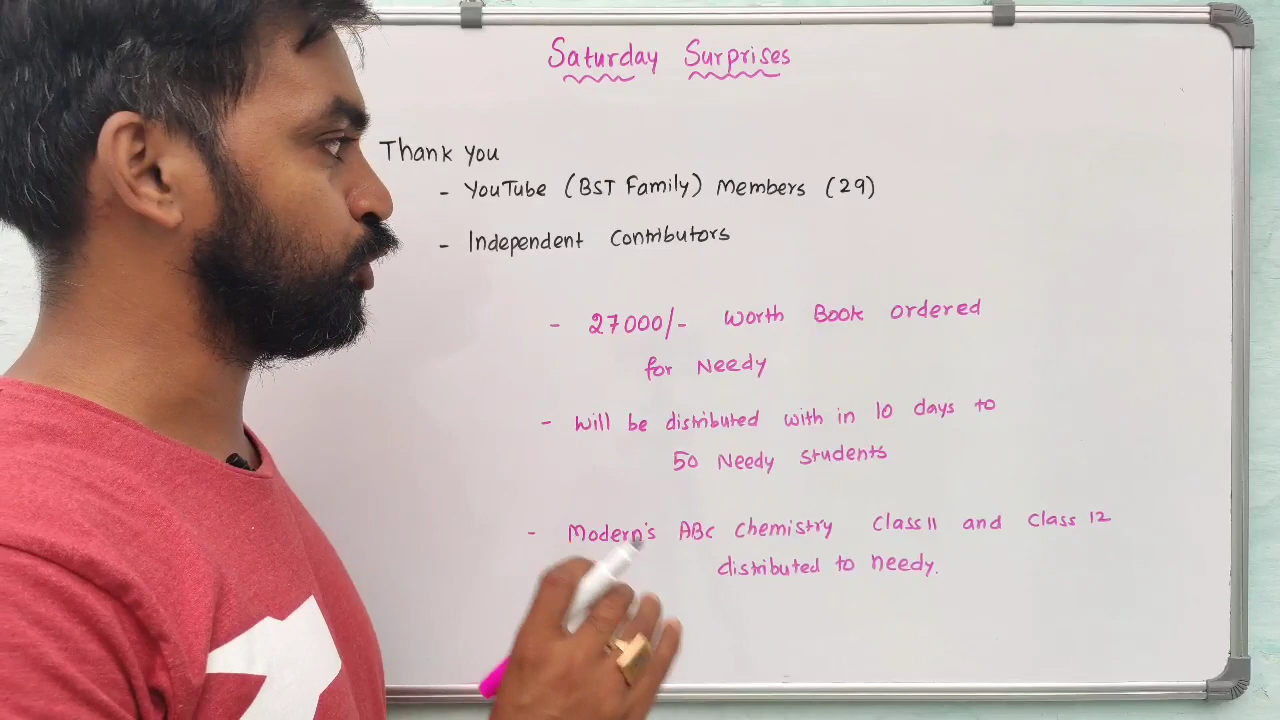 Saturday Surprises
Thank you
- YouTube (BST Family) Members (29)
- Independent Contributors
- 27000/- worth Book ordered
for Needy
- Will be distributed with in 10 days to
50 Needy Students
- Modern's ABC Chemistry Class 11 and Class 12
distributed to needy.